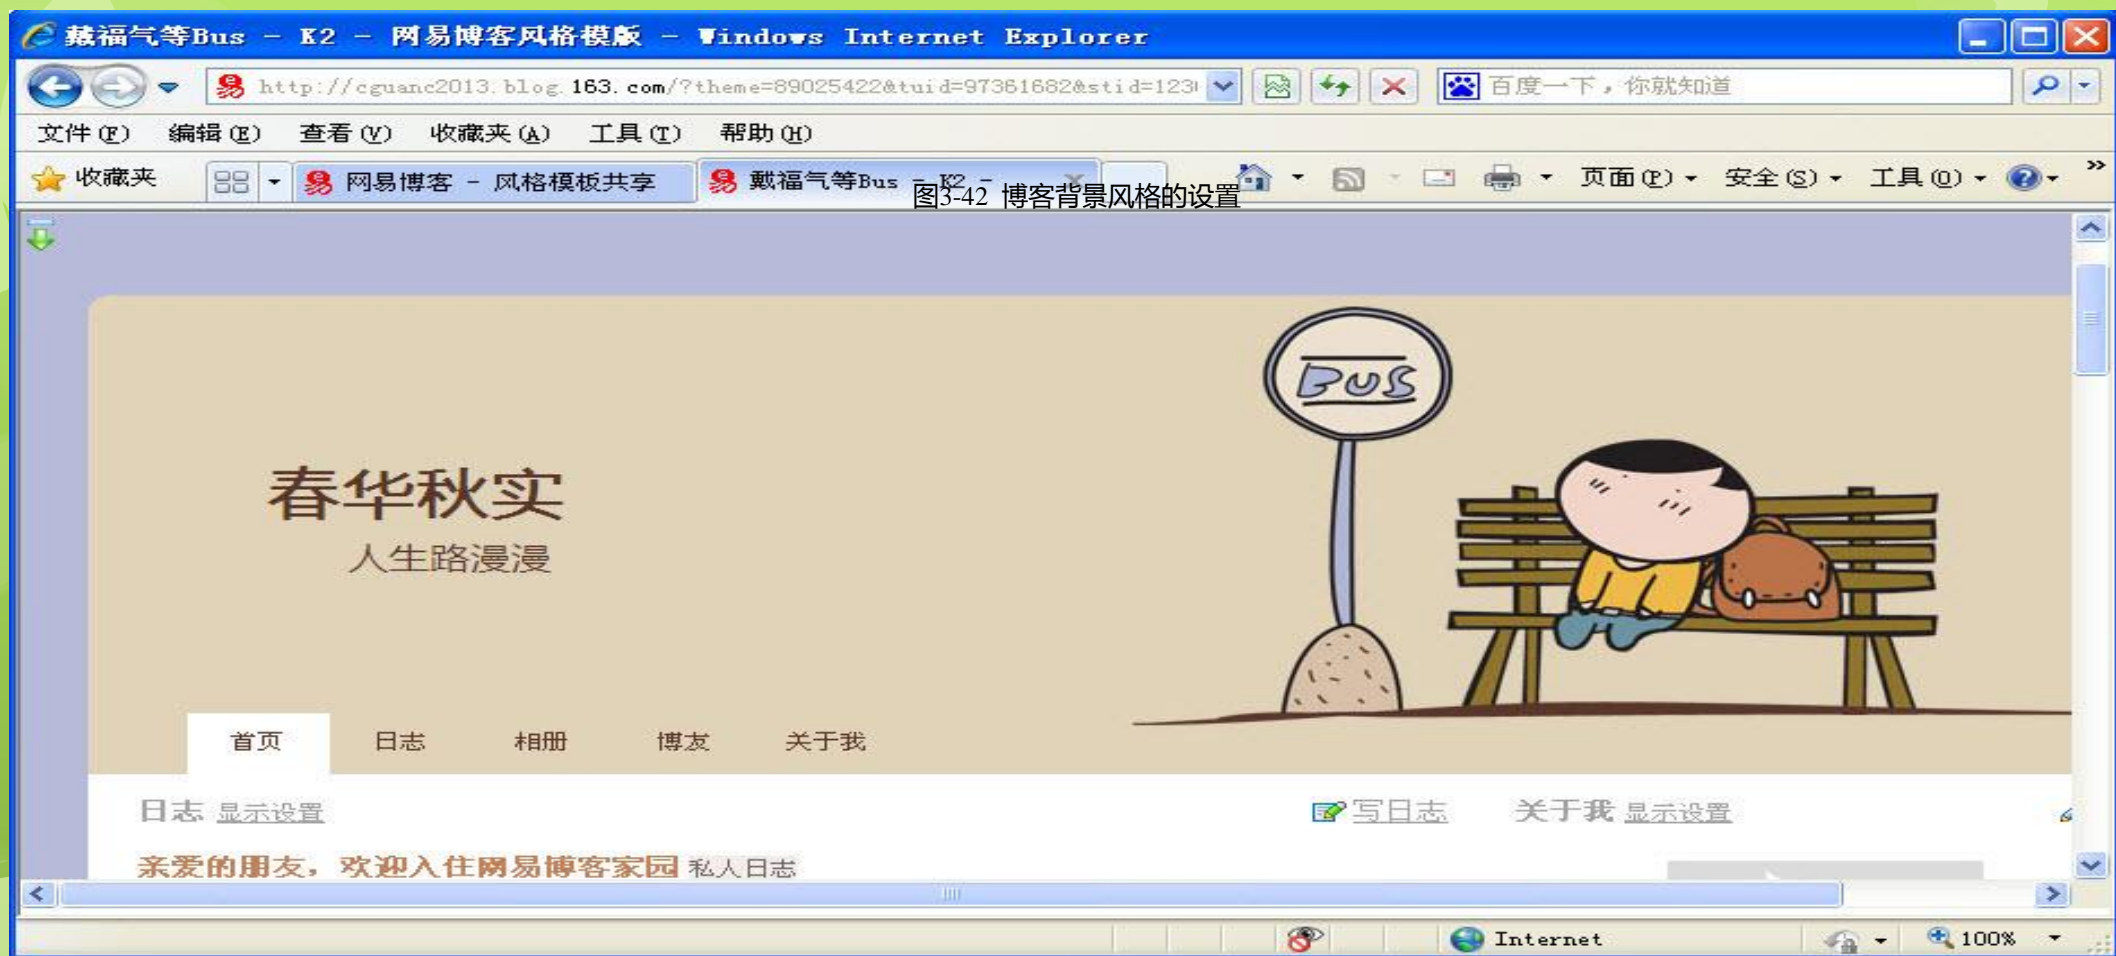 戴福气等Bus - K2 - 网易博客风格模版 - Windows Internet Explorer
http://cguanc2013.blog.163.com/?theme=89025422&tuid=97361682&stid=123 百度一下，你就知道
文件(F) 编辑(E) 查看(V) 收藏夹(A) 工具(T) 帮助(H)
收藏夹 网易博客 - 风格模板共享 戴福气等Bus - K2 - 页面(P) 安全(S) 工具(O)
图3-42 博客背景风格的设置
BUS
春华秋实
人生路漫漫
首页 日志 相册 博友 关于我
日志 显示设置 写日志 关于我 显示设置
亲爱的朋友，欢迎入住网易博客家园 私人日志
Internet 100%